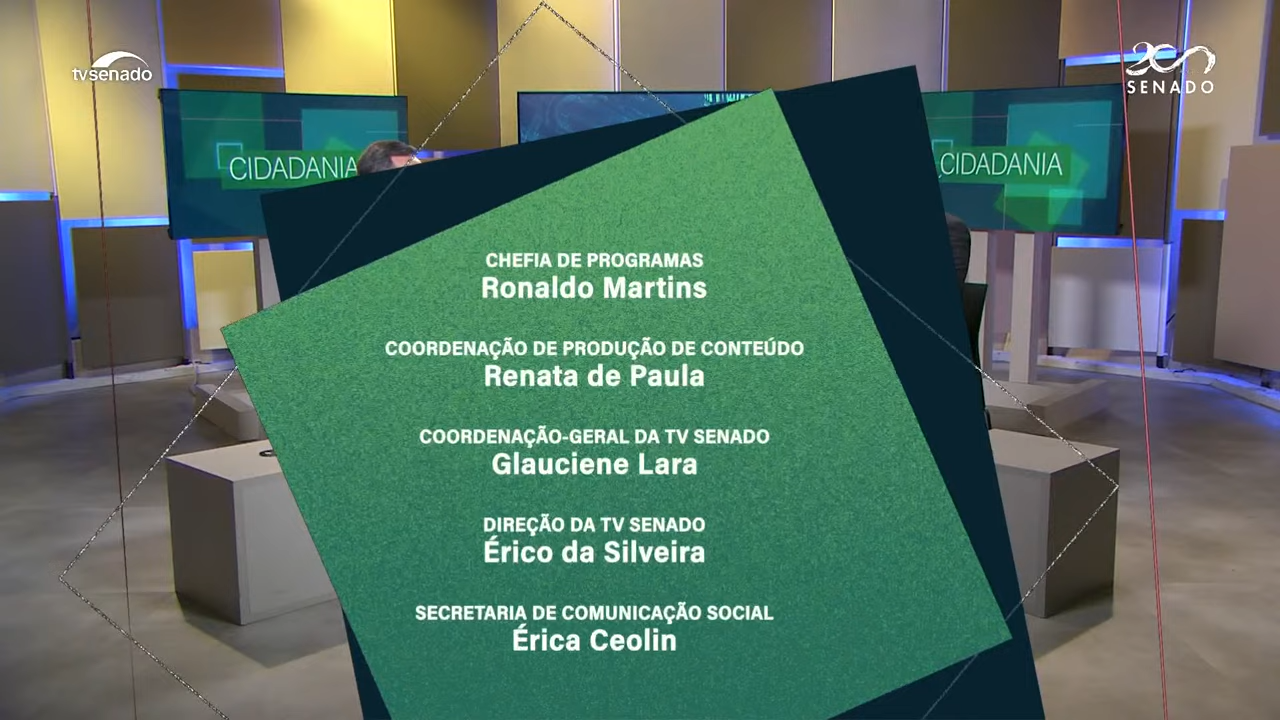 tvsenado
200
SENADO
CIDADANIA
CIDADANIA
CHEFIA DE PROGRAMAS
Ronaldo Martins
COORDENAÇÃO DE PRODUÇÃO DE CONTEÚDO
Renata de Paula
COORDENAÇÃO-GERAL DA TV SENADO
Glauciene Lara
DIREÇÃO DA TV SENADO
Érico da Silveira
SECRETARIA DE COMUNICAÇÃO SOCIAL
Érica Ceolin